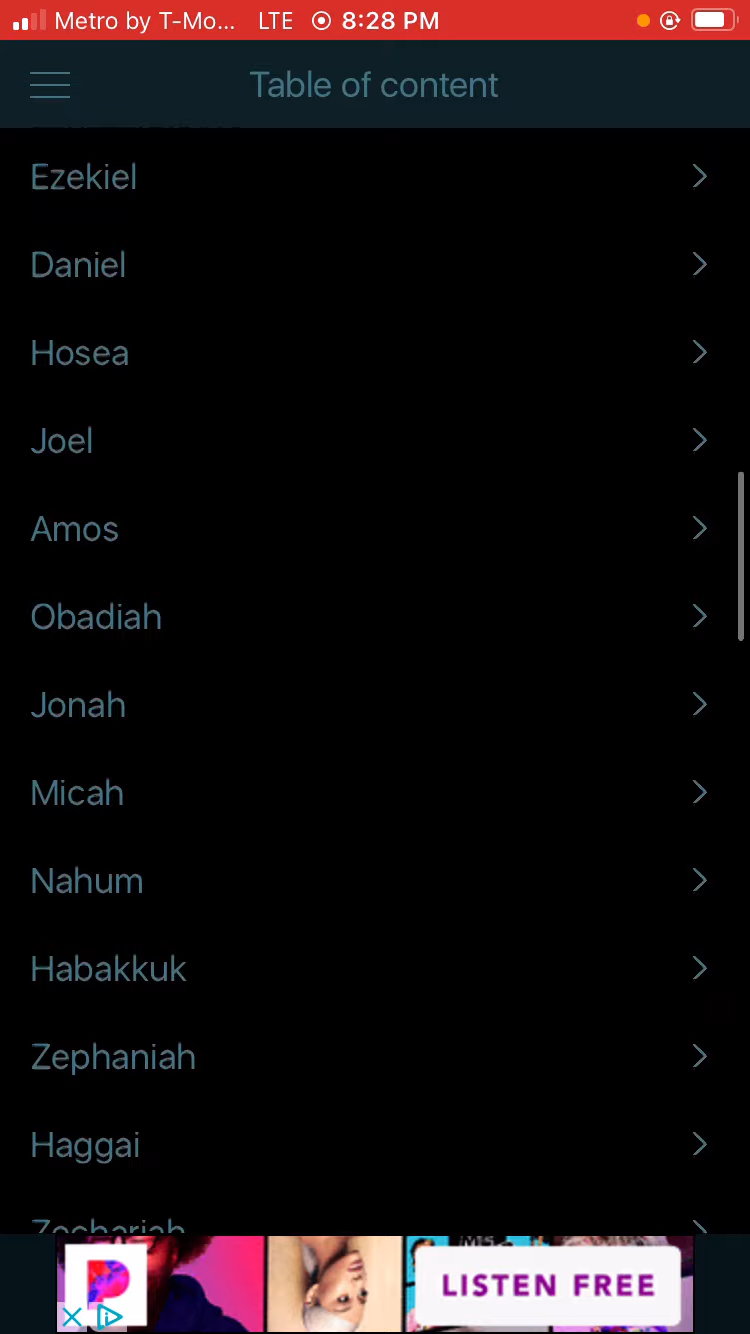 Metro by T-Mo... LTE 8:28 PM
Table of content
Ezekiel
Daniel
Hosea
Joel
Amos
Obadiah
Jonah
Micah
Nahum
Habakkuk
Zephaniah
Haggai
Zechariah
LISTEN FREE